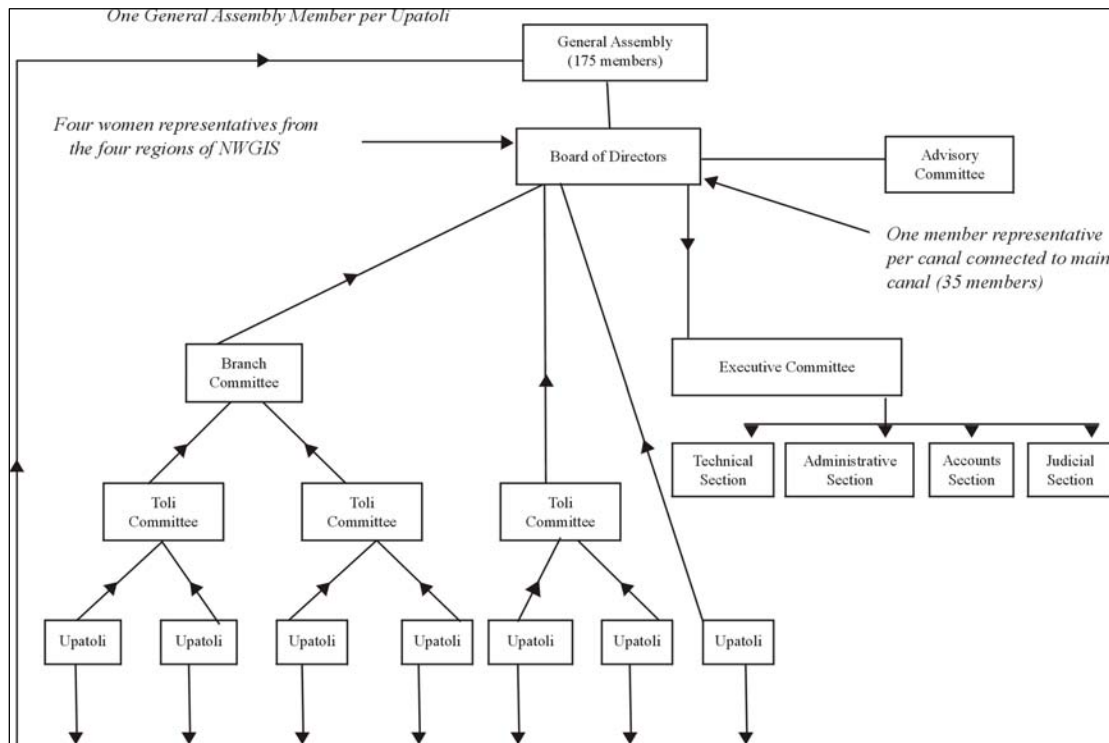 One General Assembly Member per Upatoli
General Assembly
(175 members)
Four women representatives from
the four regions of NWGIS
Board of Directors
Advisory
Committee
One member representative
per canal connected to main
canal (35 members)
Branch
Committee
Executive Committee
Technical
Section
Administrative
Section
Accounts
Section
Judicial
Section
Toli
Committee
Toli
Committee
Toli
Committee
Upatoli
Upatoli
Upatoli
Upatoli
Upatoli
Upatoli
Upatoli